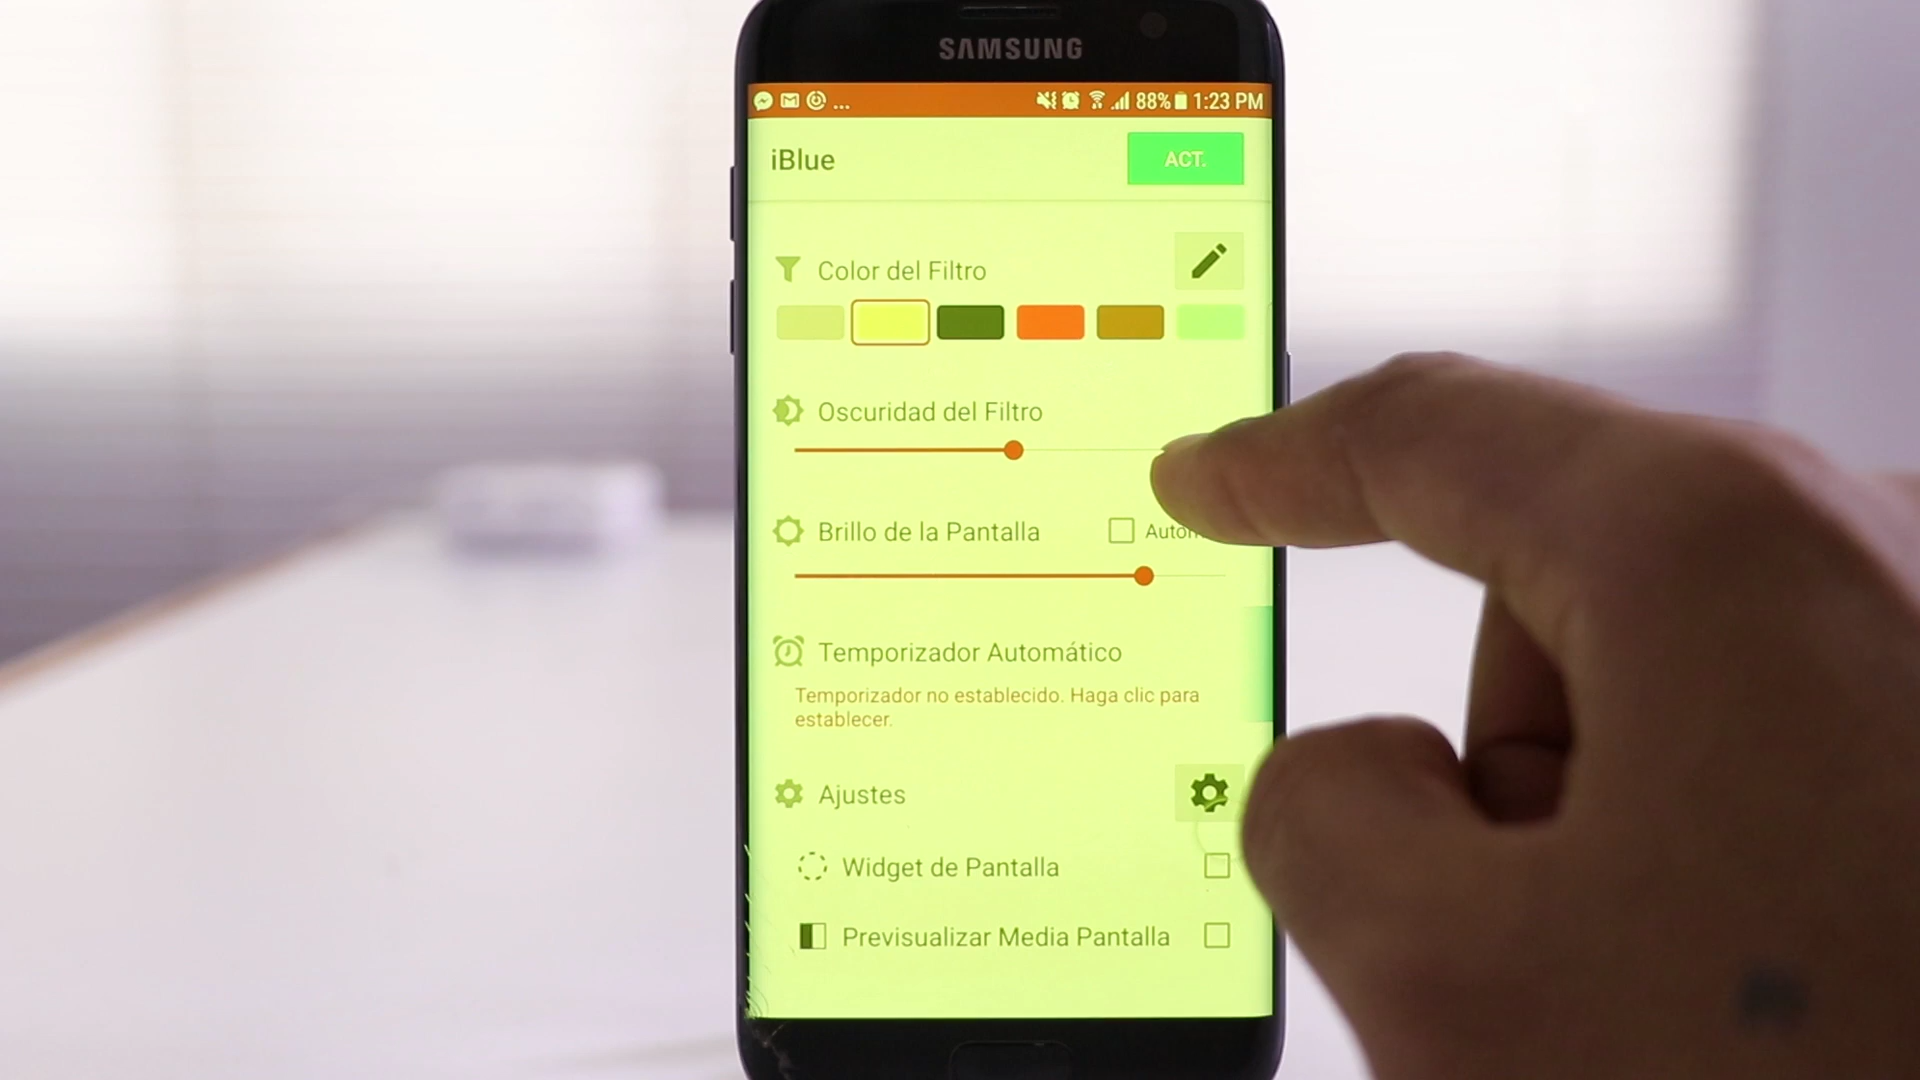 SAMSUNG
... 88% 1:23 PM
iBlue
ACT.
Color del Filtro
Oscuridad del Filtro
Brillo de la Pantalla
Temporizador Automático
Temporizador no establecido. Haga clic para
establecer.
Ajustes
Widget de Pantalla
Previsualizar Media Pantalla